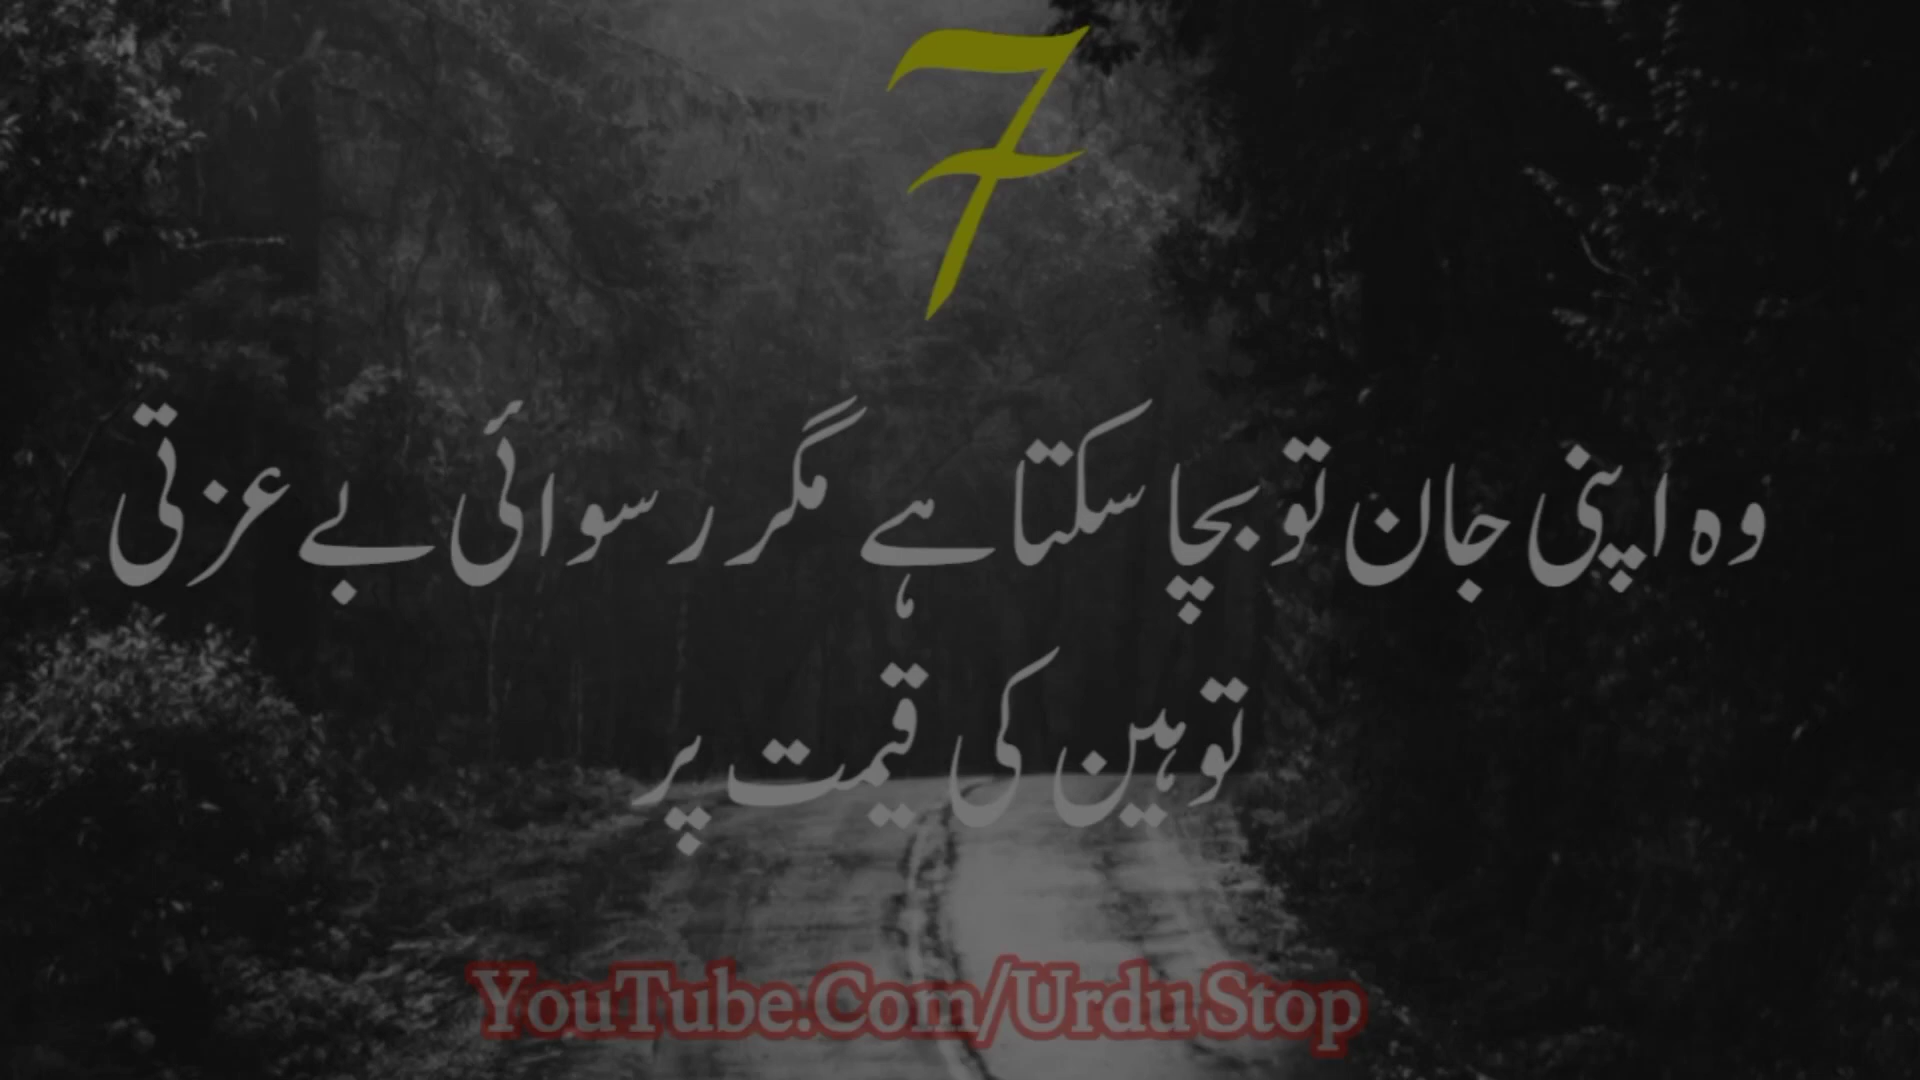 7
وہ اپنی جان تو بچا سکتا ہے مگر رسوائی بے عزتی
توہین کی قیمت پر
YouTube.Com/Urdu Stop